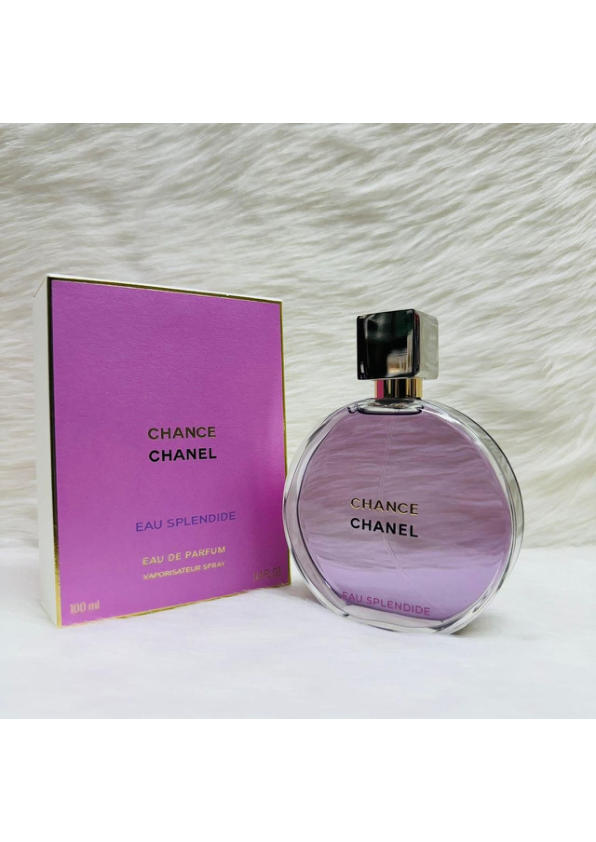 CHANCE
CHANEL
EAU SPLENDIDE
EAU DE PARFUM
VAPORISATEUR SPRAY
100 ml
CHANCE
CHANEL
EAU SPLENDIDE